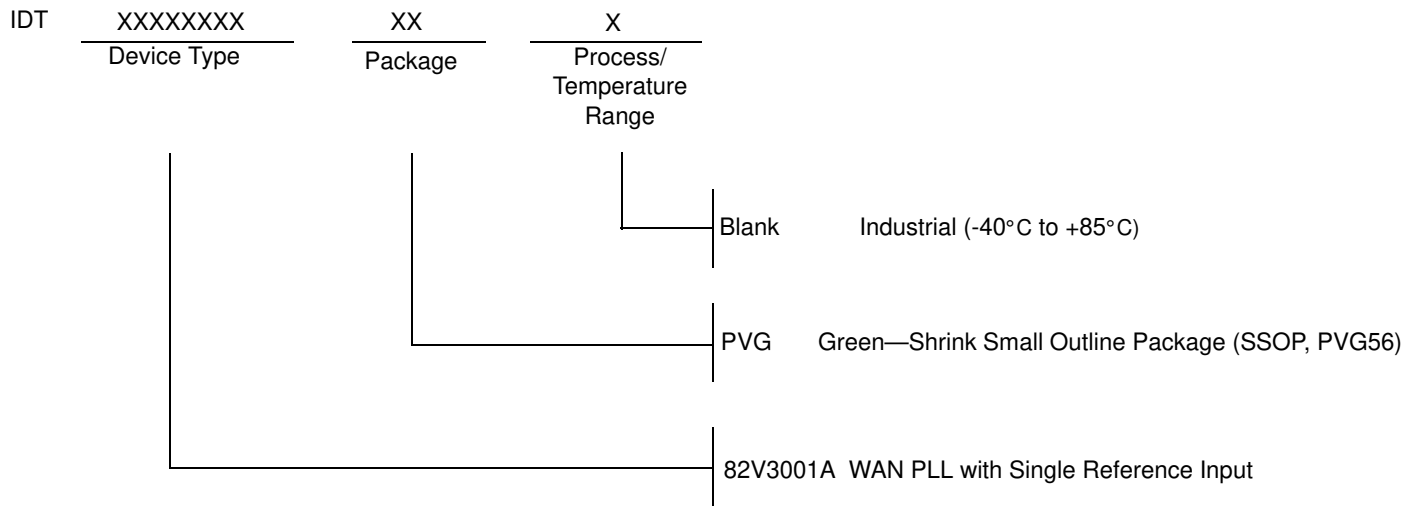 IDT XXXXXXXX XX X
Device Type Package Process/
Temperature
Range
Blank Industrial (-40°C to +85°C)
PVG Green—Shrink Small Outline Package (SSOP, PVG56)
82V3001A WAN PLL with Single Reference Input